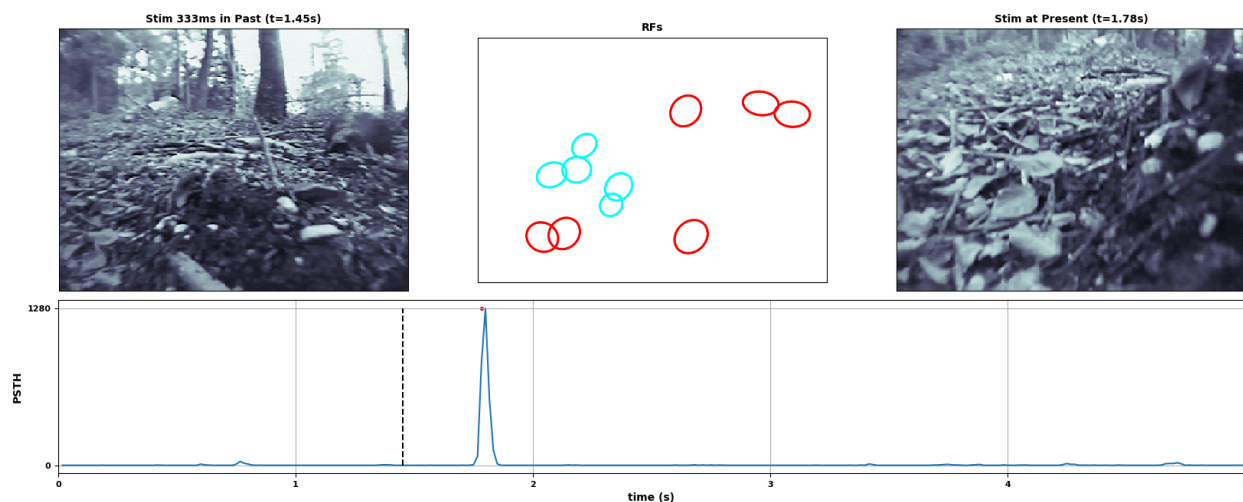 Stim 333ms in Past (t=1.45s)
RFs
Stim at Present (t=1.78s)
1280
0
PSTH
0
1
2
3
4
time (s)